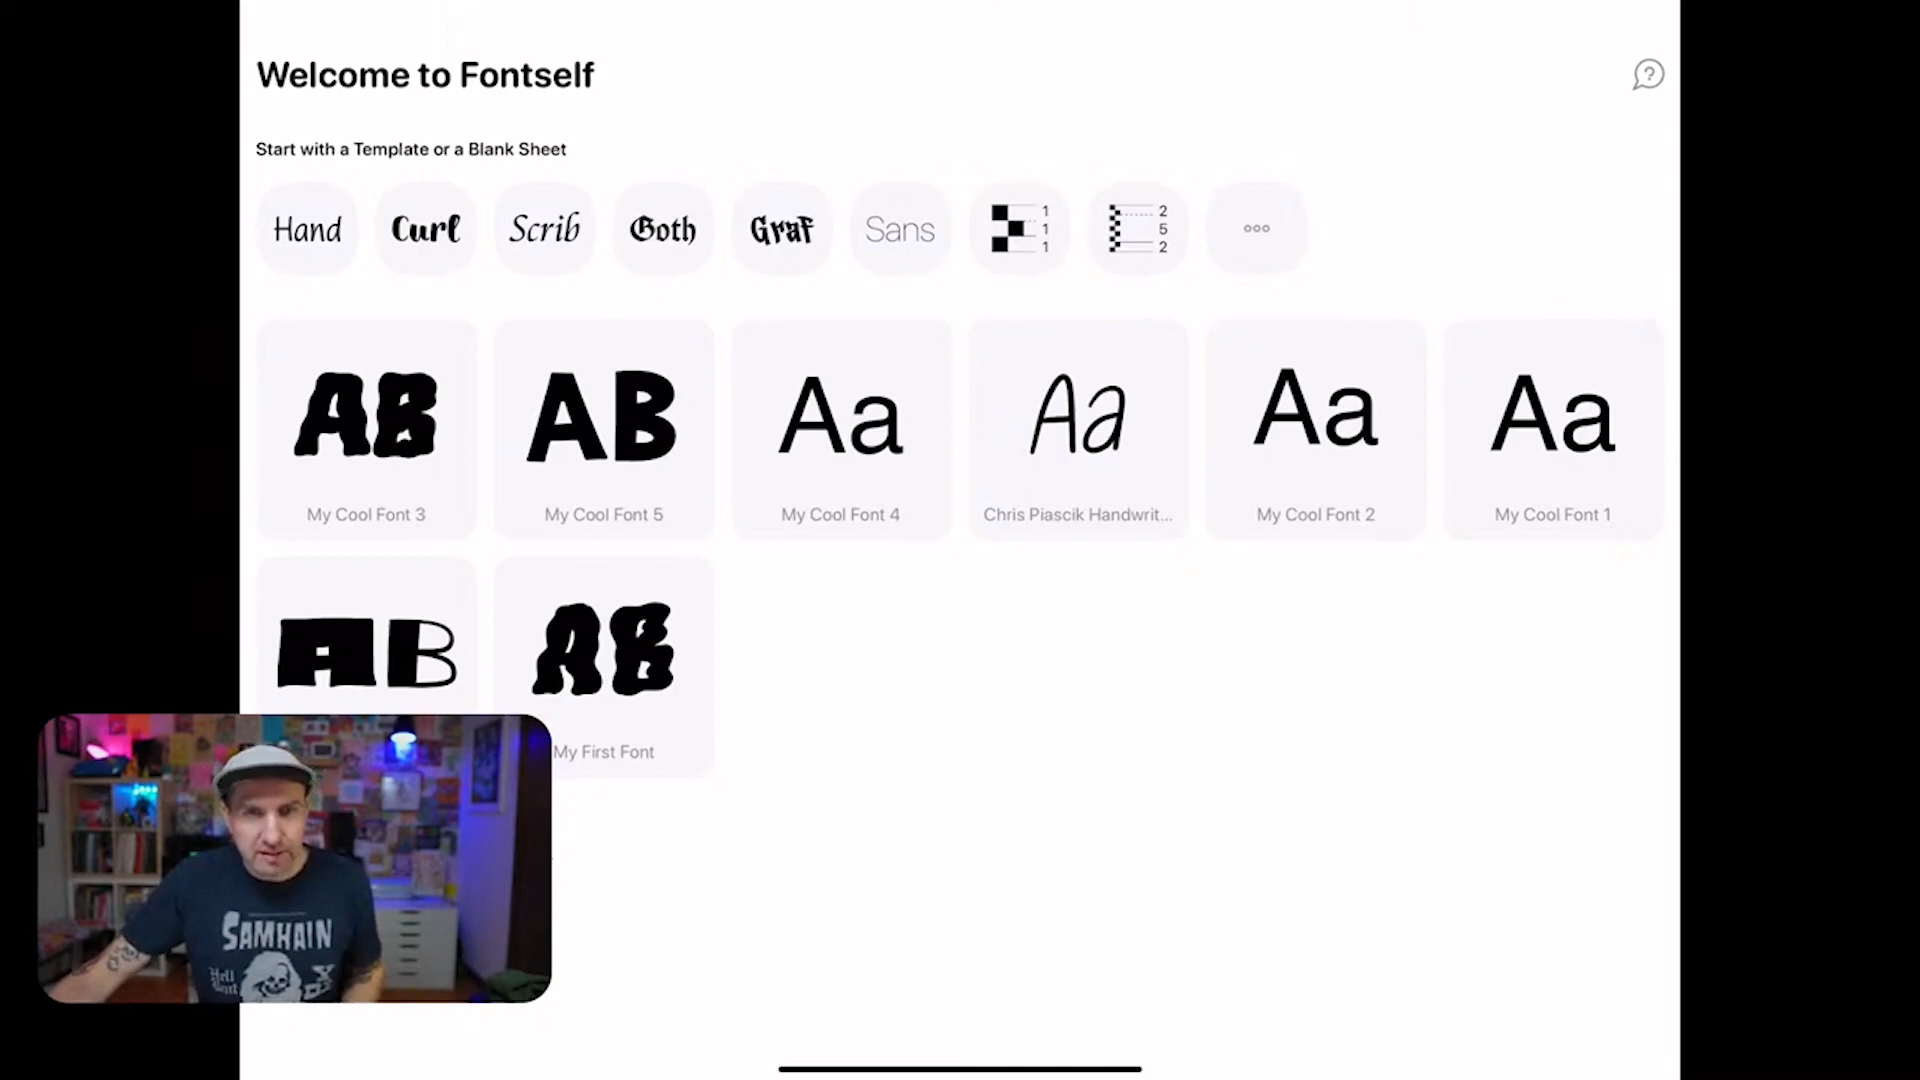 Welcome to Fontself
Start with a Template or a Blank Sheet
Hand Curl Scrib Goth Graf Sans 1 1 1 2 5 2
AB AB Aa Aa Aa Aa
My Cool Font 3 My Cool Font 5 My Cool Font 4 Chris Piascik Handwrit... My Cool Font 2 My Cool Font 1
AB AB
My First Font
SAMHAIN
Hell